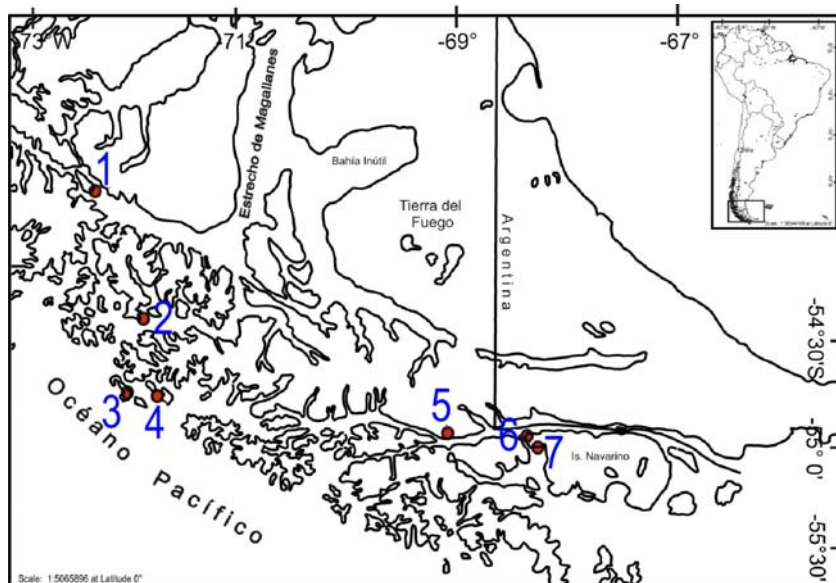 -73°W
-71°
-69°
-67°
Chile
Scale: 1:5065896 at Latitude 0°
Estrecho de Magallanes
Bahía Inútil
Tierra del
Fuego
Argentina
-54°30'S
-55° 0'
-55°30'
Is. Navarino
Océano Pacífico
1
2
3
4
5
6
7